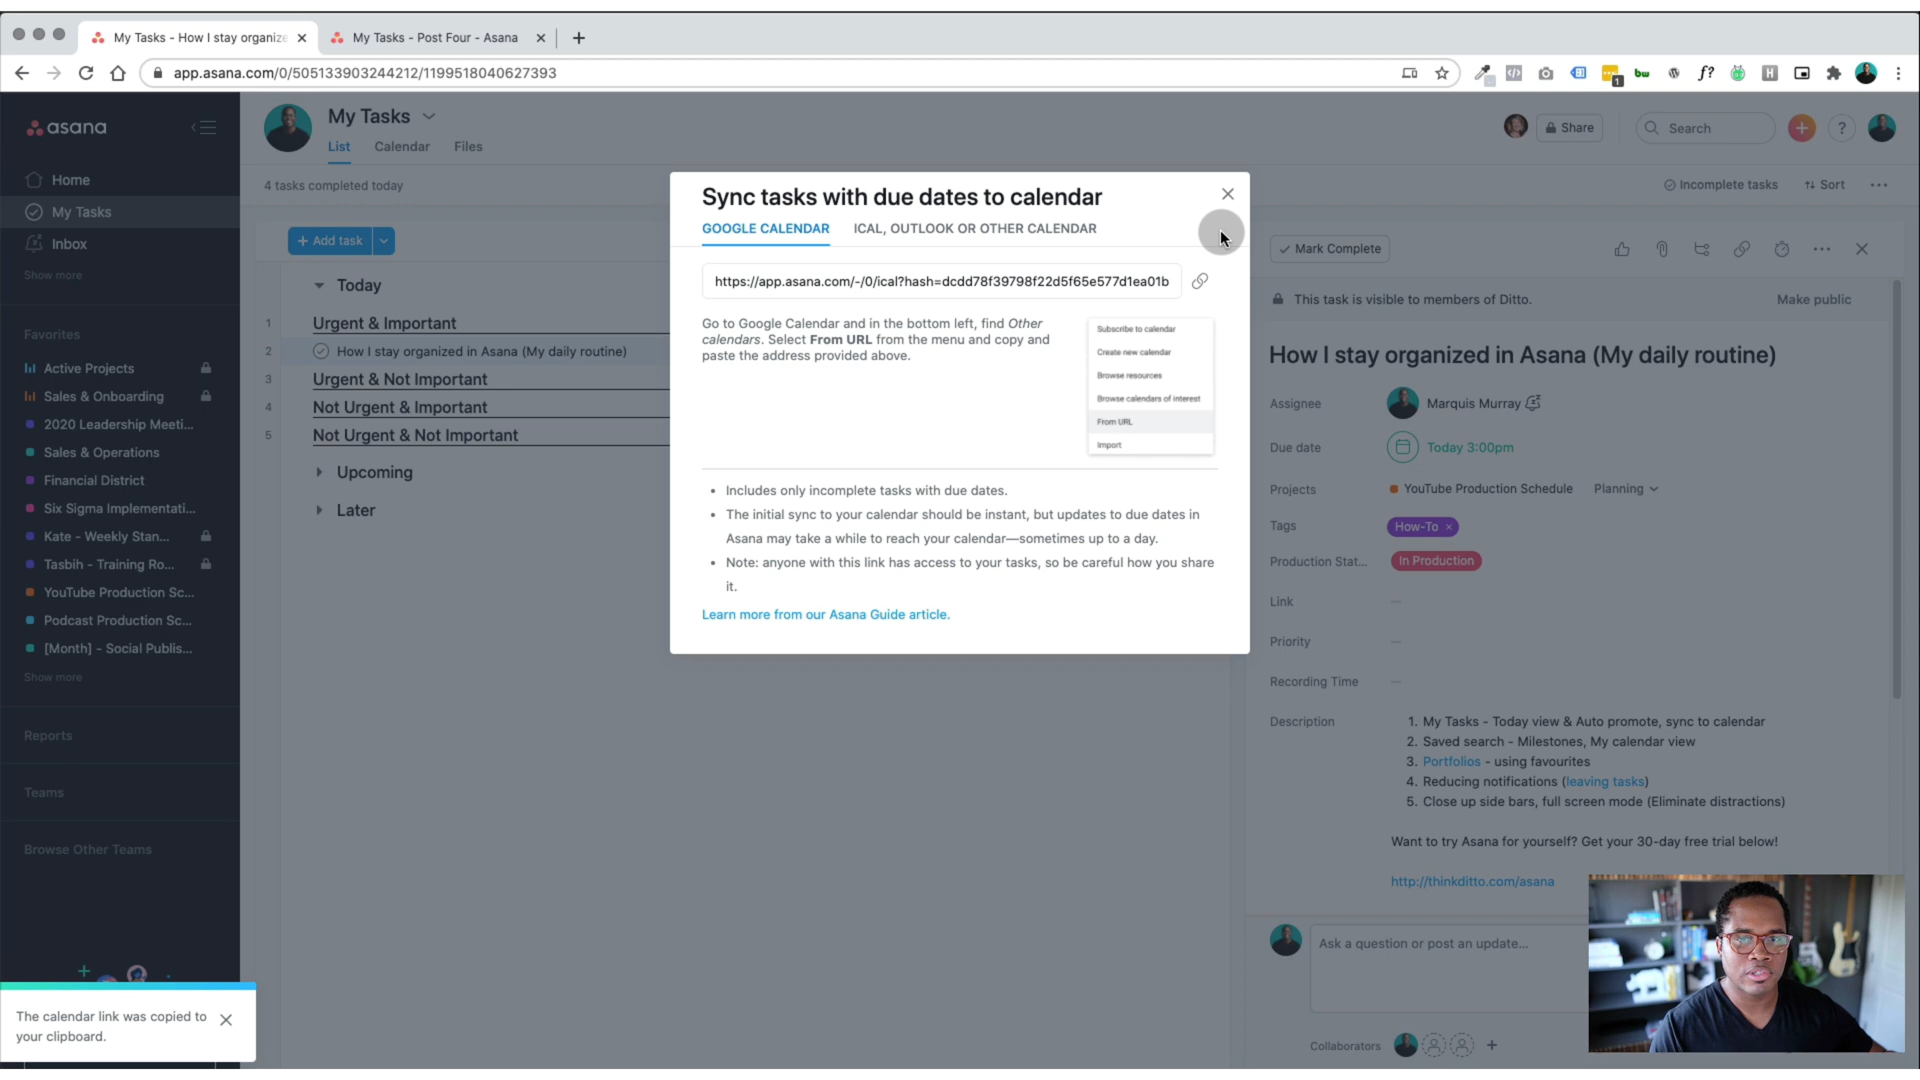 My Tasks - How I stay organize
My Tasks - Post Four - Asana
app.asana.com/0/505133903244212/1199518040627393
1
bw
f?
H
asana
Home
My Tasks
Inbox
Show more
Favorites
Active Projects
Sales & Onboarding
2020 Leadership Meeti...
Sales & Operations
Financial District
Six Sigma Implementati...
Kate - Weekly Stan...
Tasbih - Training Ro...
YouTube Production Sc...
Podcast Production Sc...
[Month] - Social Publis...
Show more
Reports
Teams
Browse Other Teams
The calendar link was copied to
your clipboard.
My Tasks
List Calendar Files
Share
Search
?
4 tasks completed today
Incomplete tasks
Sort
+ Add task
Today
1 Urgent & Important
2 How I stay organized in Asana (My daily routine)
3 Urgent & Not Important
4 Not Urgent & Important
5 Not Urgent & Not Important
Upcoming
Later
Sync tasks with due dates to calendar
GOOGLE CALENDAR ICAL, OUTLOOK OR OTHER CALENDAR
https://app.asana.com/-/0/ical?hash=dcdd78f39798f22d5f65e577d1ea01b
Go to Google Calendar and in the bottom left, find Other
calendars. Select From URL from the menu and copy and
paste the address provided above.
Subscribe to calendar
Create new calendar
Browse resources
Browse calendars of interest
From URL
Import
• Includes only incomplete tasks with due dates.
• The initial sync to your calendar should be instant, but updates to due dates in
Asana may take a while to reach your calendar—sometimes up to a day.
• Note: anyone with this link has access to your tasks, so be careful how you share
it.
Learn more from our Asana Guide article.
Mark Complete
This task is visible to members of Ditto.
Make public
How I stay organized in Asana (My daily routine)
Assignee Marquis Murray
Due date Today 3:00pm
Projects YouTube Production Schedule Planning
Tags How-To ×
Production Stat... In Production
Link —
Priority —
Recording Time —
Description
1. My Tasks - Today view & Auto promote, sync to calendar
2. Saved search - Milestones, My calendar view
3. Portfolios - using favourites
4. Reducing notifications (leaving tasks)
5. Close up side bars, full screen mode (Eliminate distractions)
Want to try Asana for yourself? Get your 30-day free trial below!
http://thinkditto.com/asana
Ask a question or post an update...
Collaborators